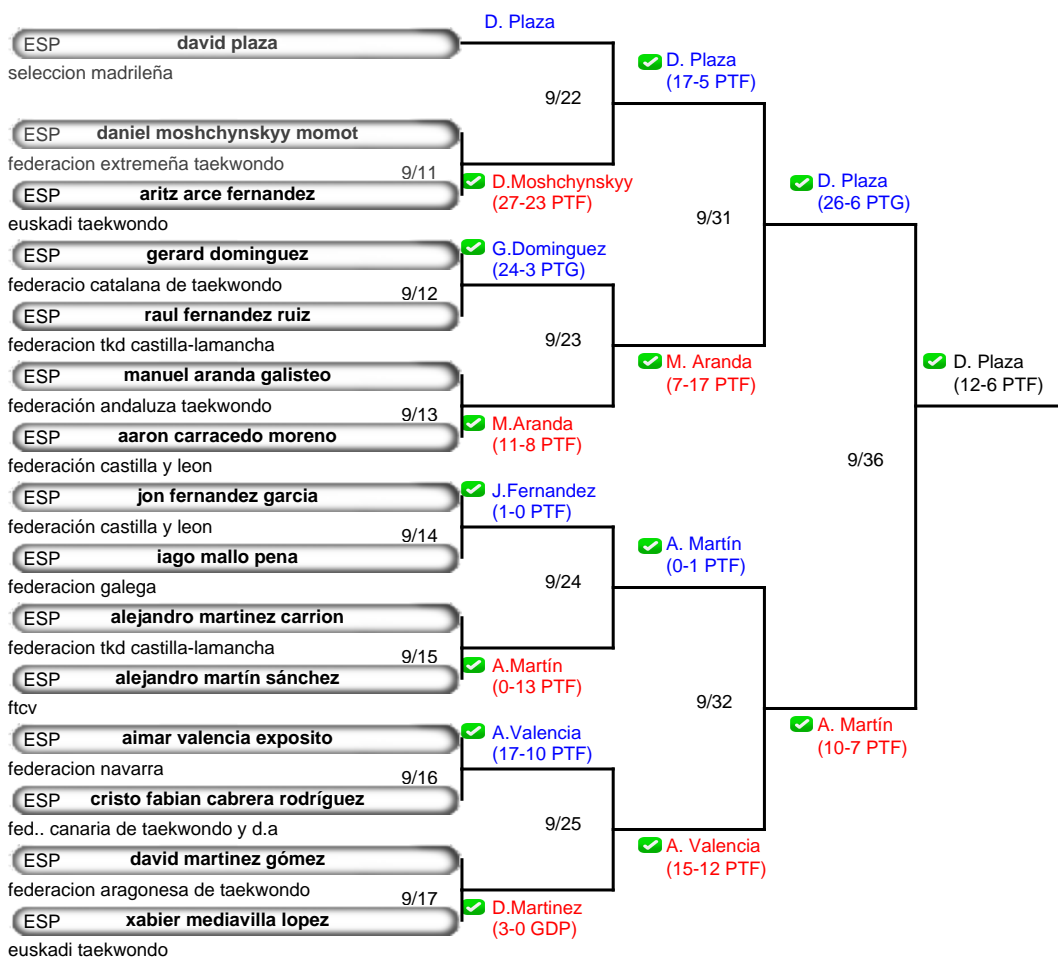 D. Plaza
ESP david plaza
seleccion madrileña
D. Plaza
(17-5 PTF)
9/22
ESP daniel moshchynskyy momot
federacion extremeña taekwondo
9/11
ESP aritz arce fernandez
euskadi taekwondo
D.Moshchynskyy
(27-23 PTF)
D. Plaza
(26-6 PTG)
9/31
ESP gerard dominguez
federacio catalana de taekwondo
9/12
ESP raul fernandez ruiz
federacion tkd castilla-lamancha
G.Dominguez
(24-3 PTG)
9/23
M. Aranda
(7-17 PTF)
ESP manuel aranda galisteo
federación andaluza taekwondo
9/13
ESP aaron carracedo moreno
federación castilla y leon
M.Aranda
(11-8 PTF)
D. Plaza
(12-6 PTF)
9/36
ESP jon fernandez garcia
federación castilla y leon
9/14
ESP iago mallo pena
federacion galega
J.Fernandez
(1-0 PTF)
A. Martín
(0-1 PTF)
9/24
ESP alejandro martinez carrion
federacion tkd castilla-lamancha
9/15
ESP alejandro martín sánchez
ftcv
A.Martín
(0-13 PTF)
9/32
A. Martín
(10-7 PTF)
ESP aimar valencia exposito
federacion navarra
9/16
ESP cristo fabian cabrera rodríguez
fed.. canaria de taekwondo y d.a
A.Valencia
(17-10 PTF)
9/25
A. Valencia
(15-12 PTF)
ESP david martinez gómez
federacion aragonesa de taekwondo
9/17
ESP xabier mediavilla lopez
euskadi taekwondo
D.Martinez
(3-0 GDP)